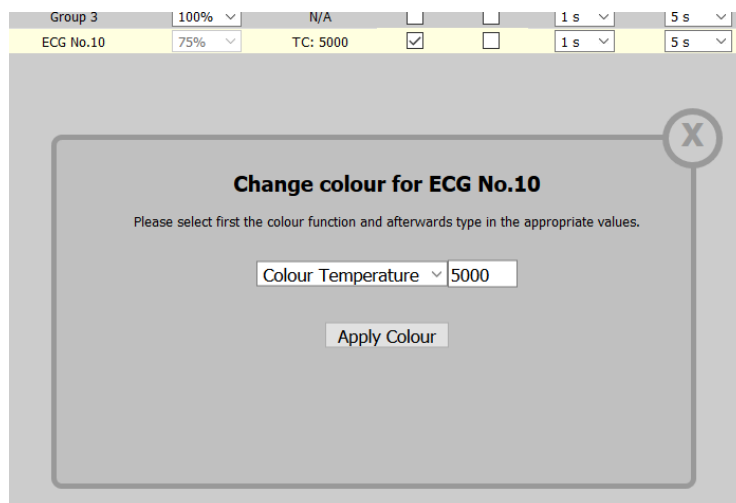 Group 3 100% N/A 1 s 5 s
ECG No.10 75% TC: 5000 1 s 5 s
X
Change colour for ECG No.10
Please select first the colour function and afterwards type in the appropriate values.
Colour Temperature 5000
Apply Colour